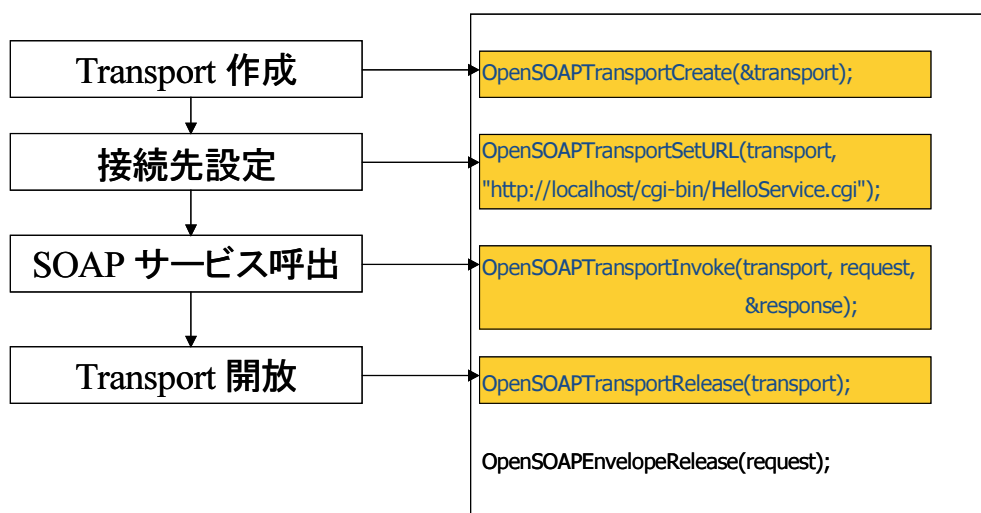 Transport 作成
OpenSOAPTransportCreate(&transport);
接続先設定
OpenSOAPTransportSetURL(transport,
"http://localhost/cgi-bin/HelloService.cgi");
SOAP サービス呼出
OpenSOAPTransportInvoke(transport, request,
&response);
Transport 開放
OpenSOAPTransportRelease(transport);
OpenSOAPEnvelopeRelease(request);